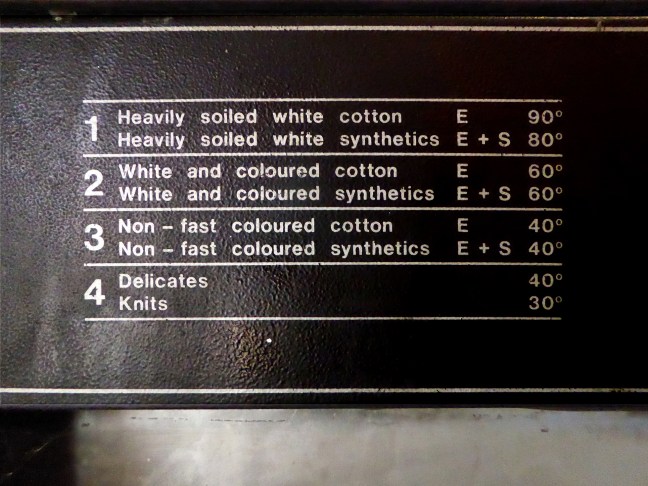 1 Heavily soiled white cotton E 90°
Heavily soiled white synthetics E + S 80°
2 White and coloured cotton E 60°
White and coloured synthetics E + S 60°
3 Non - fast coloured cotton E 40°
Non - fast coloured synthetics E + S 40°
4 Delicates 40°
Knits 30°